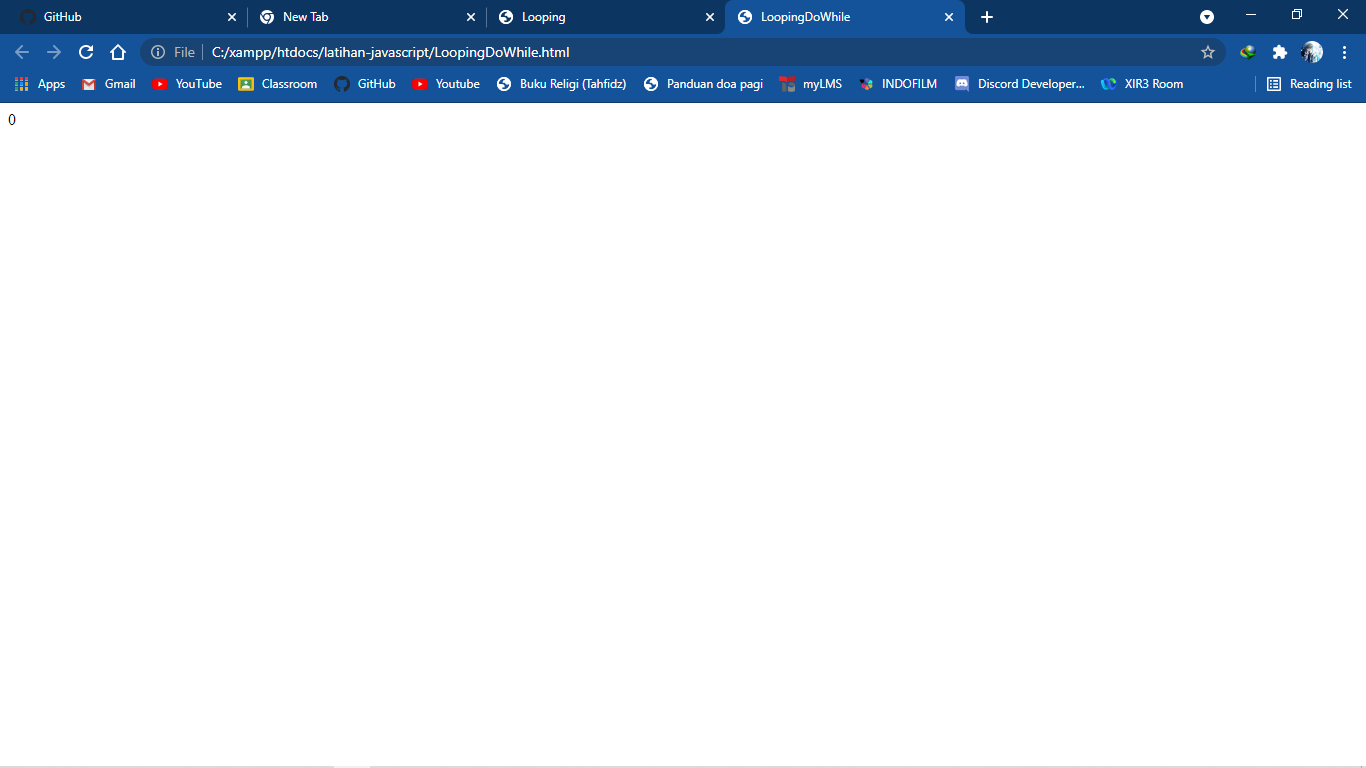 GitHub New Tab Looping LoopingDoWhile
File C:/xampp/htdocs/latihan-javascript/LoopingDoWhile.html
Apps Gmail YouTube Classroom GitHub Youtube Buku Religi (Tahfidz) Panduan doa pagi myLMS INDOFILM Discord Developer... XIR3 Room Reading list
0